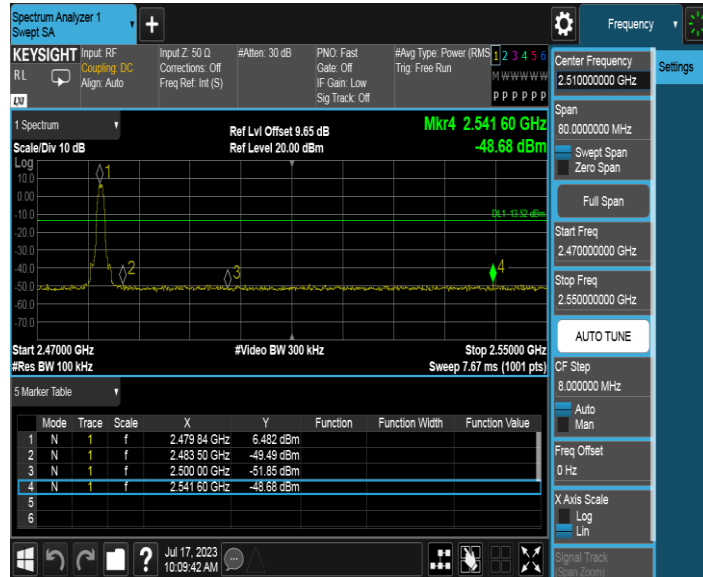 Spectrum Analyzer 1
Swept SA
+
Frequency
KEYSIGHT
RL
LXI
Input: RF
Coupling: DC
Align: Auto
Input Z: 50 Ω
Corrections: Off
Freq Ref: Int (S)
#Atten: 30 dB
PNO: Fast
Gate: Off
IF Gain: Low
Sig Track: Off
#Avg Type: Power (RMS
Trig: Free Run
1 2 3 4 5 6
M W W W W W
P P P P P P
Center Frequency
2.510000000 GHz
Settings
Span
80.0000000 MHz
Swept Span
Zero Span
Full Span
Start Freq
2.470000000 GHz
Stop Freq
2.550000000 GHz
AUTO TUNE
CF Step
8.000000 MHz
Auto
Man
Freq Offset
0 Hz
X Axis Scale
Log
Lin
Signal Track
(Span Zoom)
1 Spectrum
Scale/Div 10 dB
Ref Lvl Offset 9.65 dB
Ref Level 20.00 dBm
Mkr4 2.541 60 GHz
-48.68 dBm
Log
10.0
0.00
-10.0
-20.0
-30.0
-40.0
-50.0
-60.0
-70.0
1
2
3
4
DL1 -13.52 dBm
Start 2.47000 GHz
#Res BW 100 kHz
#Video BW 300 kHz
Stop 2.55000 GHz
Sweep 7.67 ms (1001 pts)
5 Marker Table
Mode Trace Scale X Y Function Function Width Function Value
1 N 1 f 2.479 84 GHz 6.482 dBm
2 N 1 f 2.483 50 GHz -49.49 dBm
3 N 1 f 2.500 00 GHz -51.85 dBm
4 N 1 f 2.541 60 GHz -48.68 dBm
5
6
?
Jul 17, 2023
10:09:42 AM